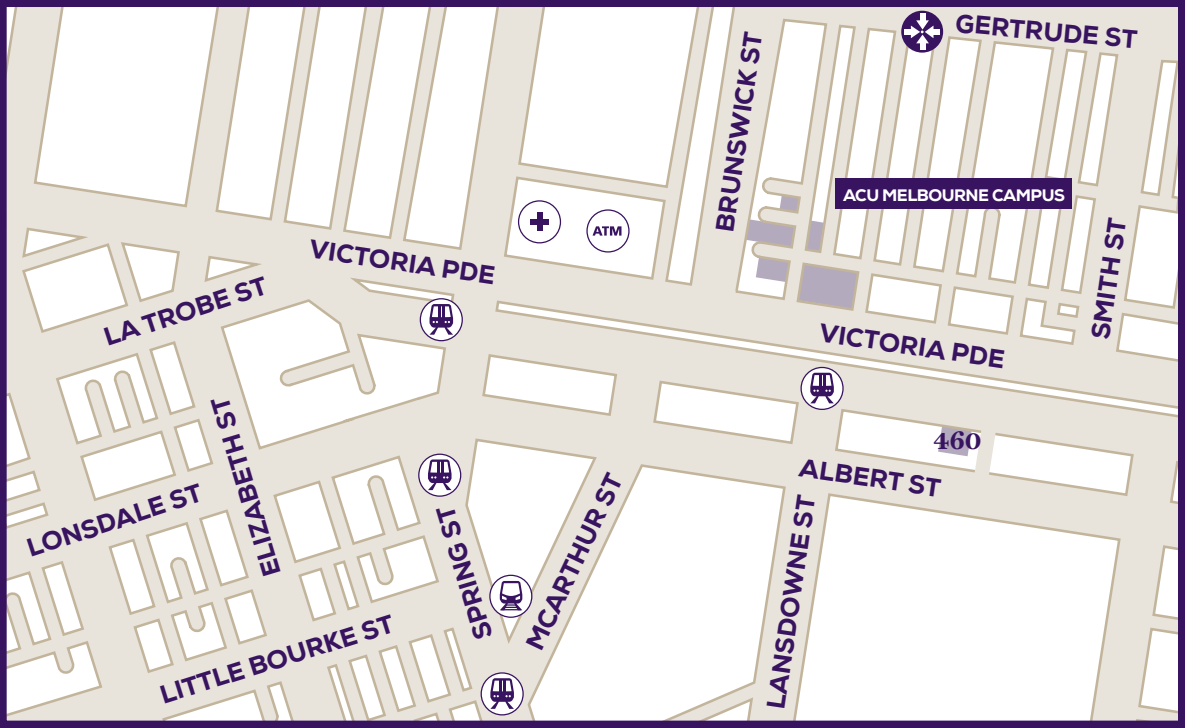 GERTRUDE ST
BRUNSWICK ST
ACU MELBOURNE CAMPUS
ATM
VICTORIA PDE
SMITH ST
LA TROBE ST
VICTORIA PDE
460
ALBERT ST
ELIZABETH ST
LONSDALE ST
SPRING ST
MCARTHUR ST
LANSDOWNE ST
LITTLE BOURKE ST